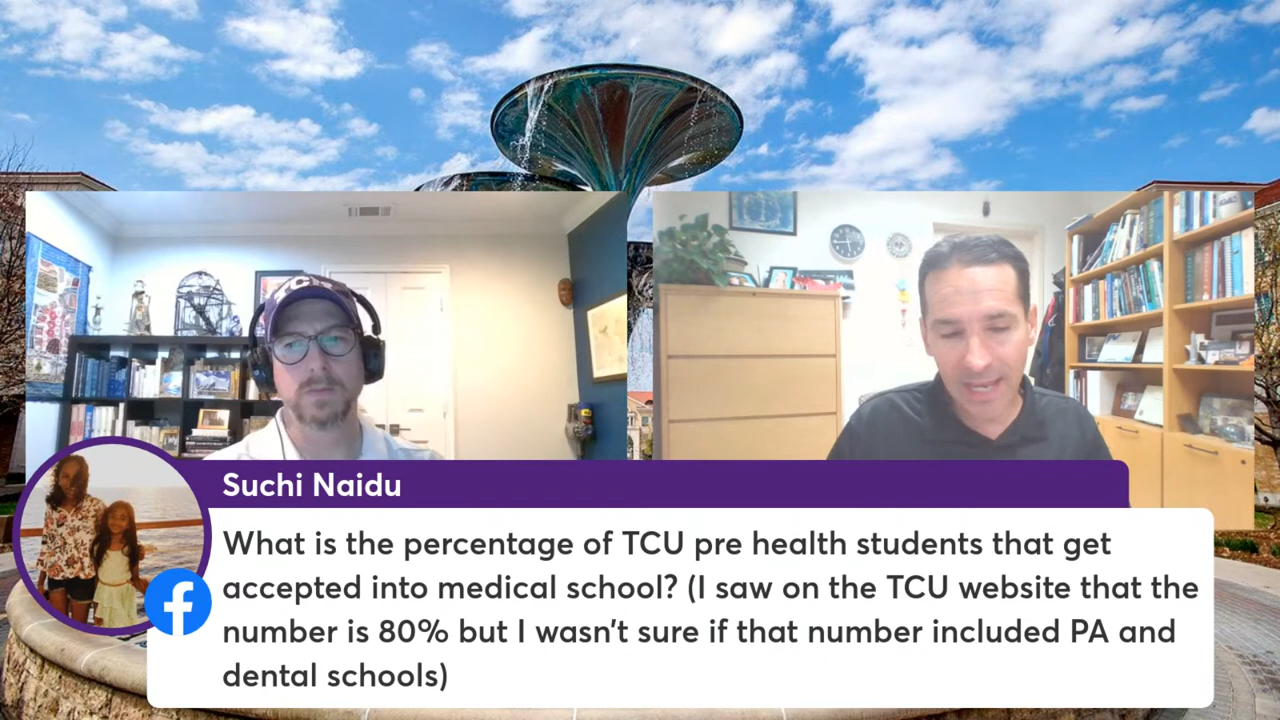 Suchi Naidu
What is the percentage of TCU pre health students that get
accepted into medical school? (I saw on the TCU website that the
number is 80% but I wasn't sure if that number included PA and
dental schools)